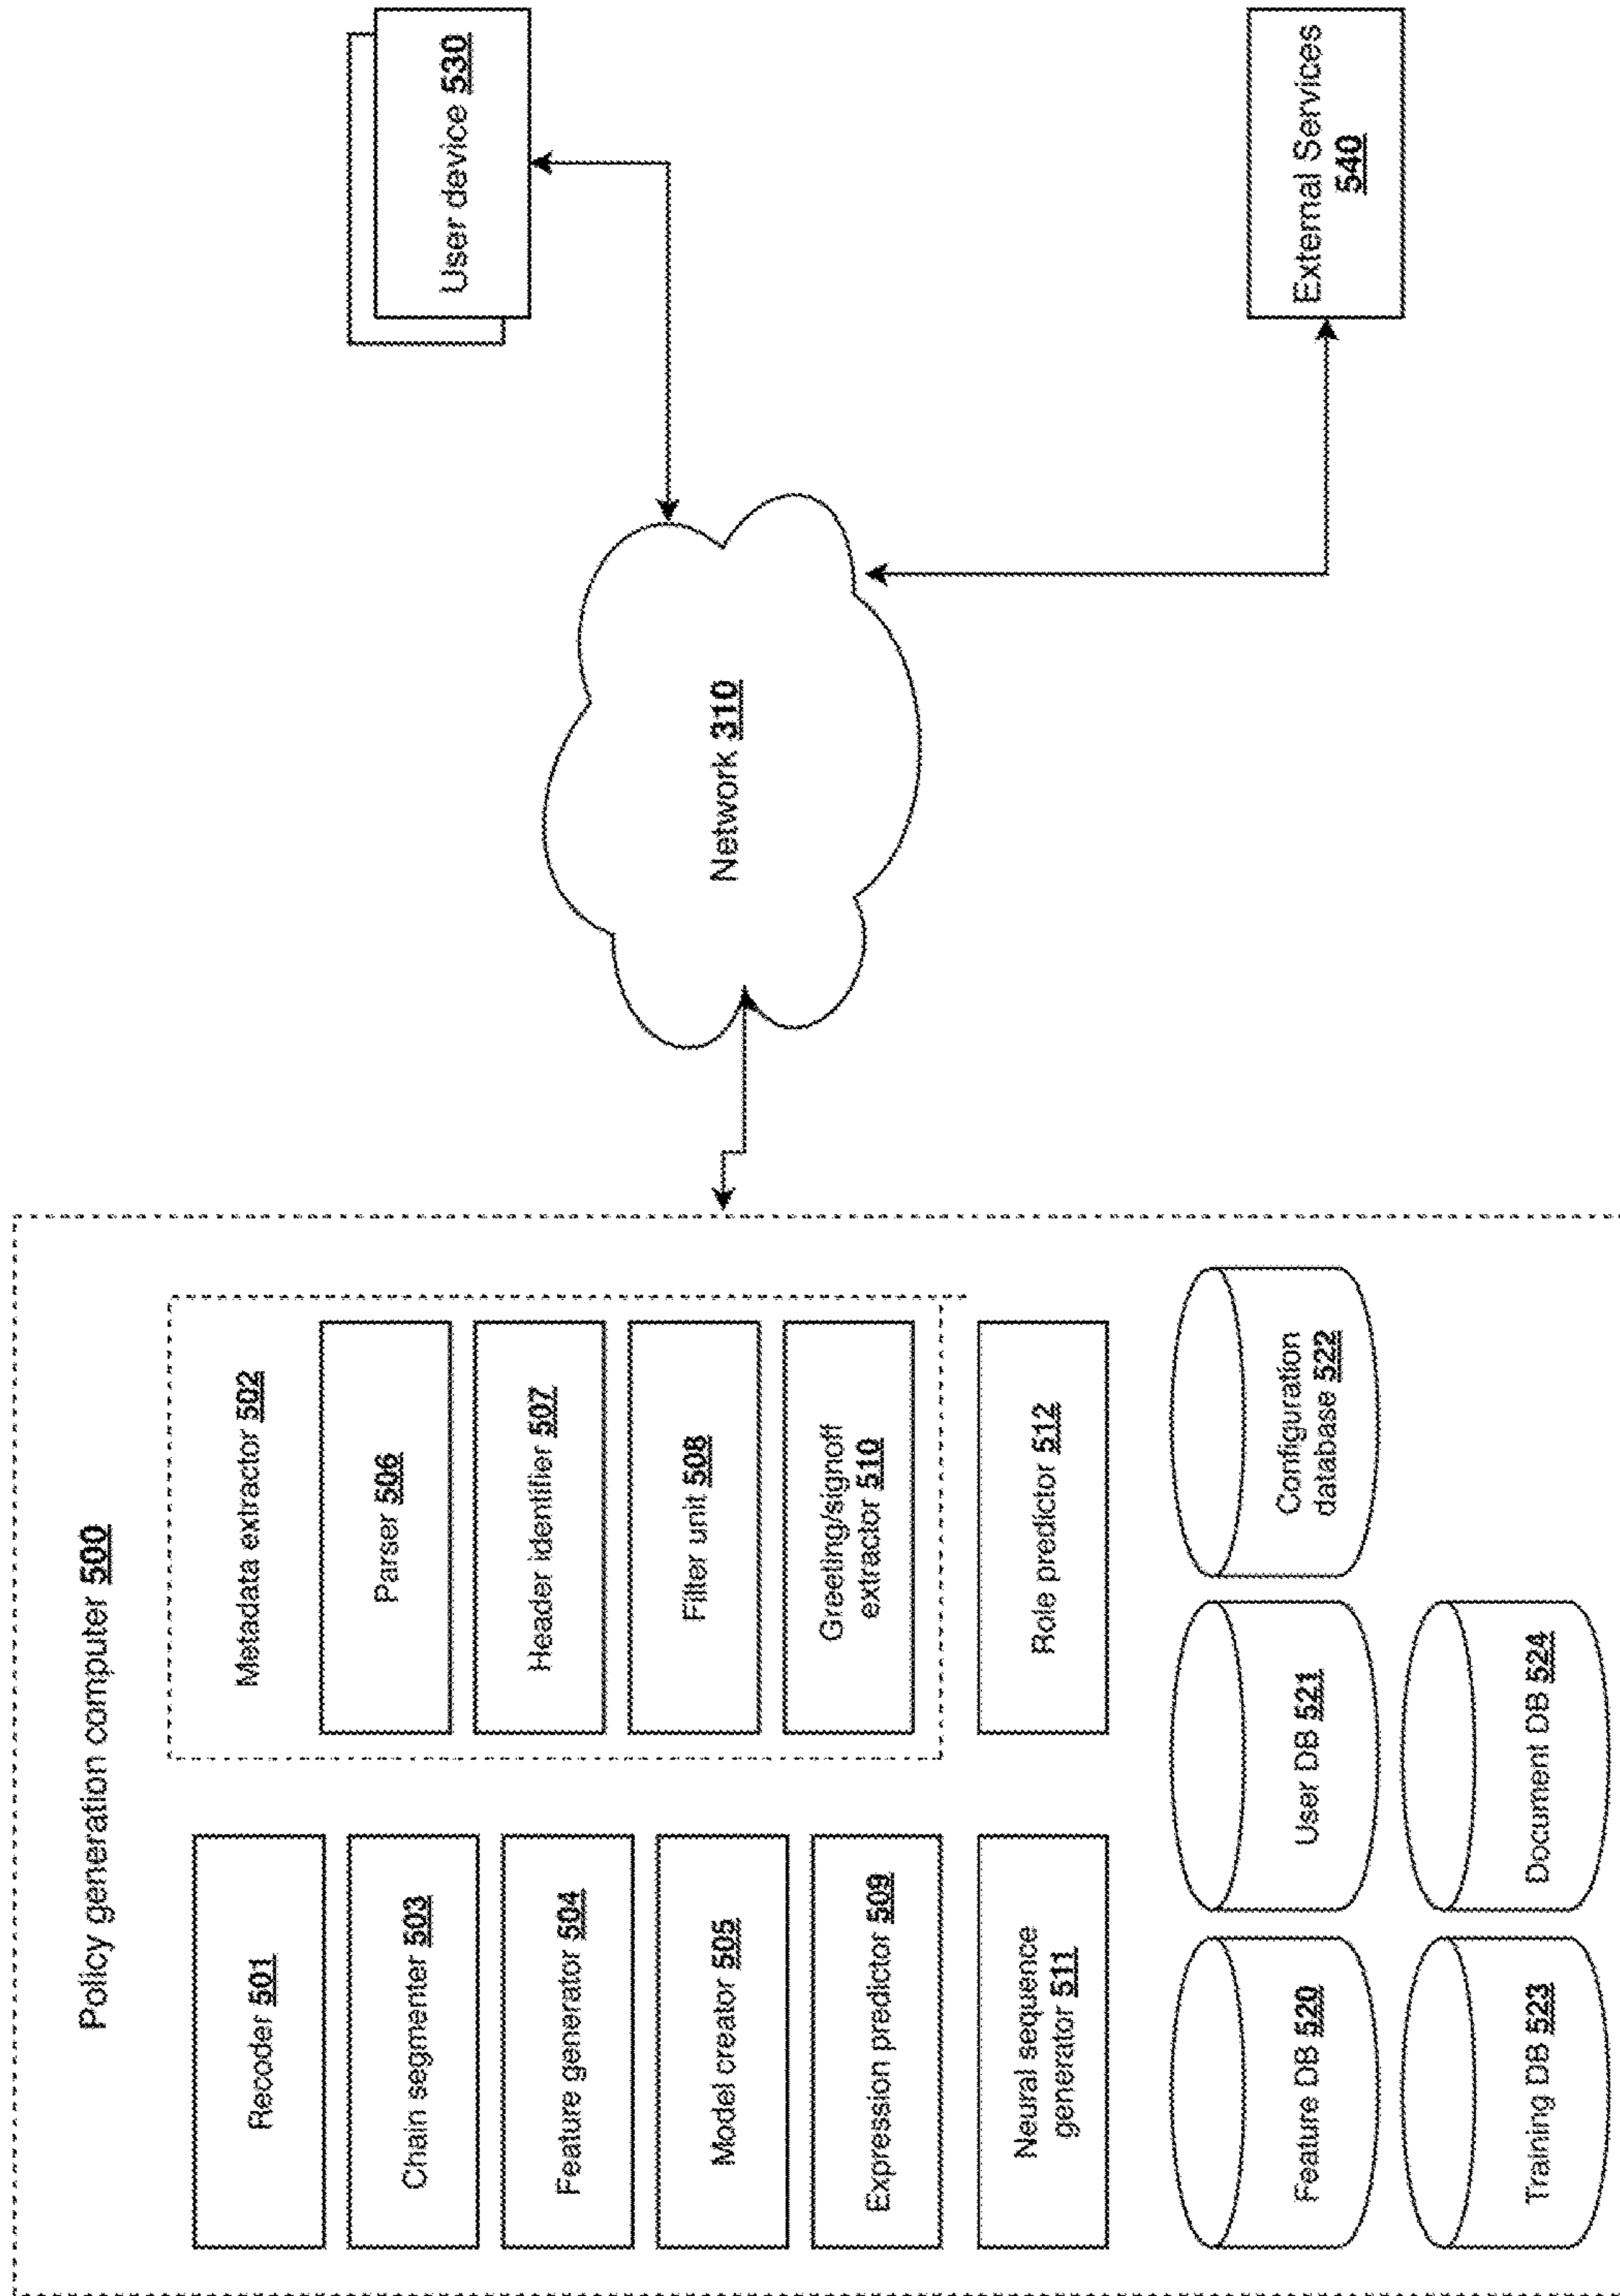 Policy generation computer 500
Recoder 501
Chain segmenter 503
Feature generator 504
Model creator 505
Expression predictor 509
Neural sequence
generator 511
Metadata extractor 502
Parser 506
Header identifier 507
Filter unit 508
Greeting/signoff
extractor 510
Role predictor 512
Feature DB 520
User DB 521
Configuration
database 522
Training DB 523
Document DB 524
Network 310
User device 530
External Services
540